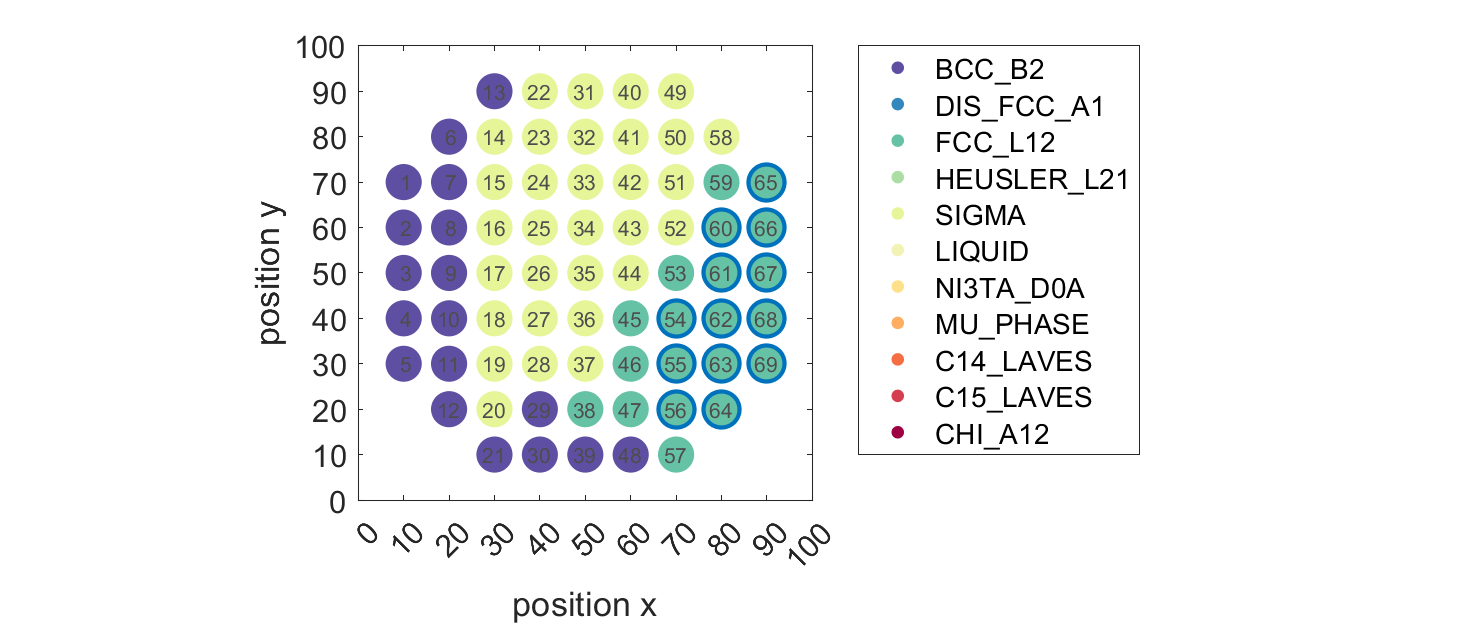 100
90
80
70
60
50
40
30
20
10
0
position y
13 22 31 40 49
6 14 23 32 41 50 58
1 7 15 24 33 42 51 59 65
2 8 16 25 34 43 52 60 66
3 9 17 26 35 44 53 61 67
4 10 18 27 36 45 54 62 68
5 11 19 28 37 46 55 63 69
12 20 29 38 47 56 64
21 30 39 48 57
0 10 20 30 40 50 60 70 80 90 100
position x
BCC_B2
DIS_FCC_A1
FCC_L12
HEUSLER_L21
SIGMA
LIQUID
NI3TA_D0A
MU_PHASE
C14_LAVES
C15_LAVES
CHI_A12